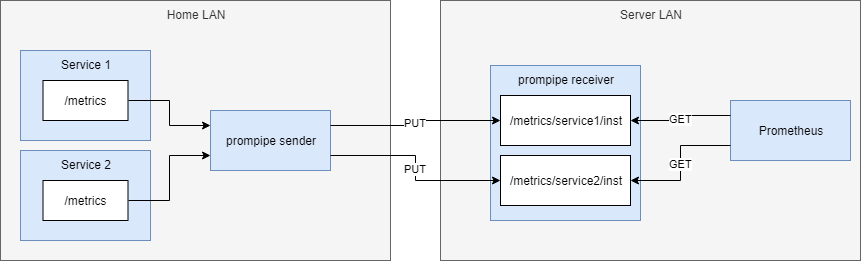 Home LAN
Service 1
/metrics
Service 2
/metrics
prompipe sender
PUT
PUT
Server LAN
prompipe receiver
/metrics/service1/inst
/metrics/service2/inst
GET
GET
Prometheus